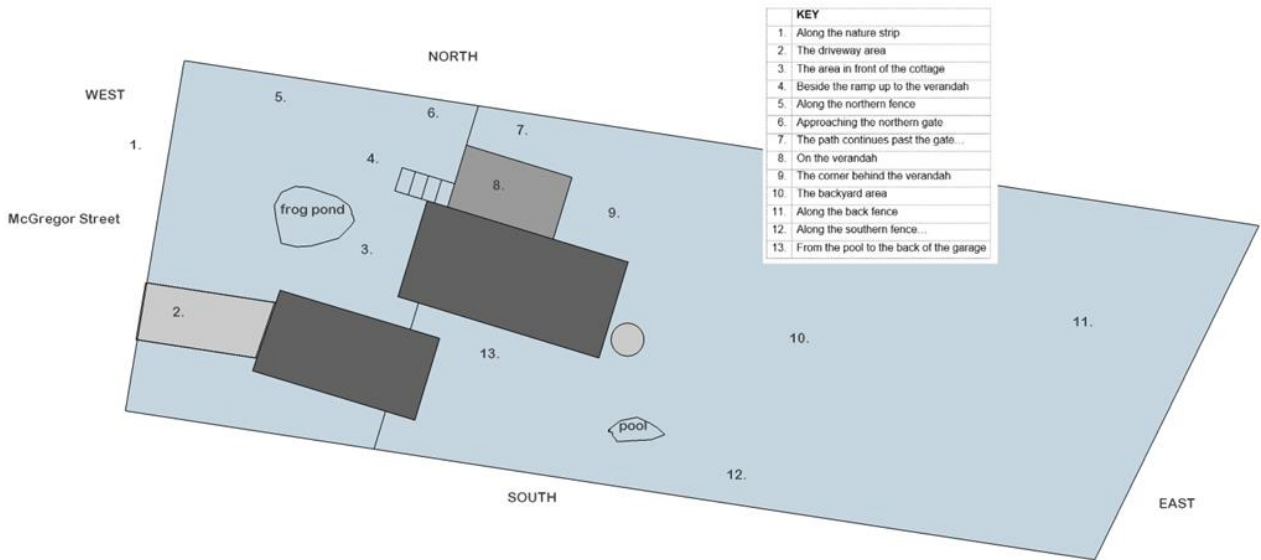 NORTH
WEST
5.
6.
7.
1.
4.
8.
McGregor Street
frog pond
9.
3.
2.
13.
10.
11.
pool
12.
SOUTH
EAST
KEY
1. Along the nature strip
2. The driveway area
3. The area in front of the cottage
4. Beside the ramp up to the verandah
5. Along the northern fence
6. Approaching the northern gate
7. The path continues past the gate...
8. On the verandah
9. The corner behind the verandah
10. The backyard area
11. Along the back fence
12. Along the southern fence...
13. From the pool to the back of the garage